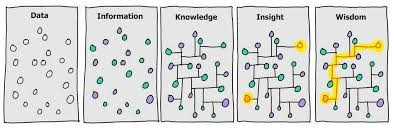 Data
Information
Knowledge
Insight
Wisdom